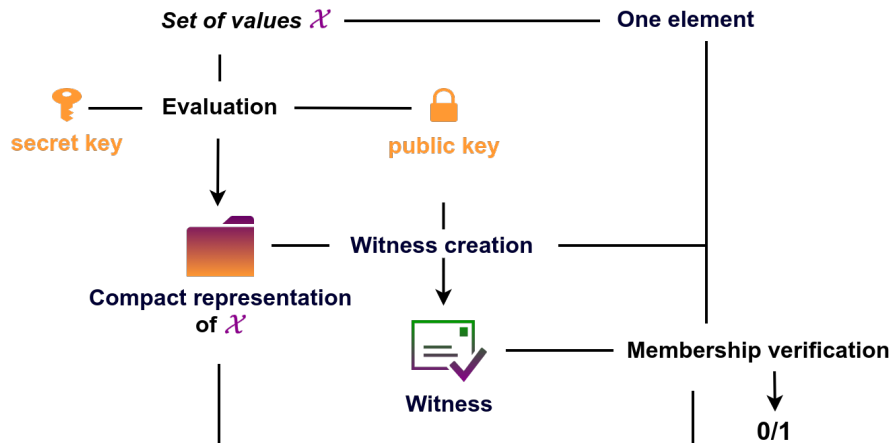 Set of values 𝒳
One element
Evaluation
secret key
public key
Witness creation
Compact representation
of 𝒳
Membership verification
Witness
0/1